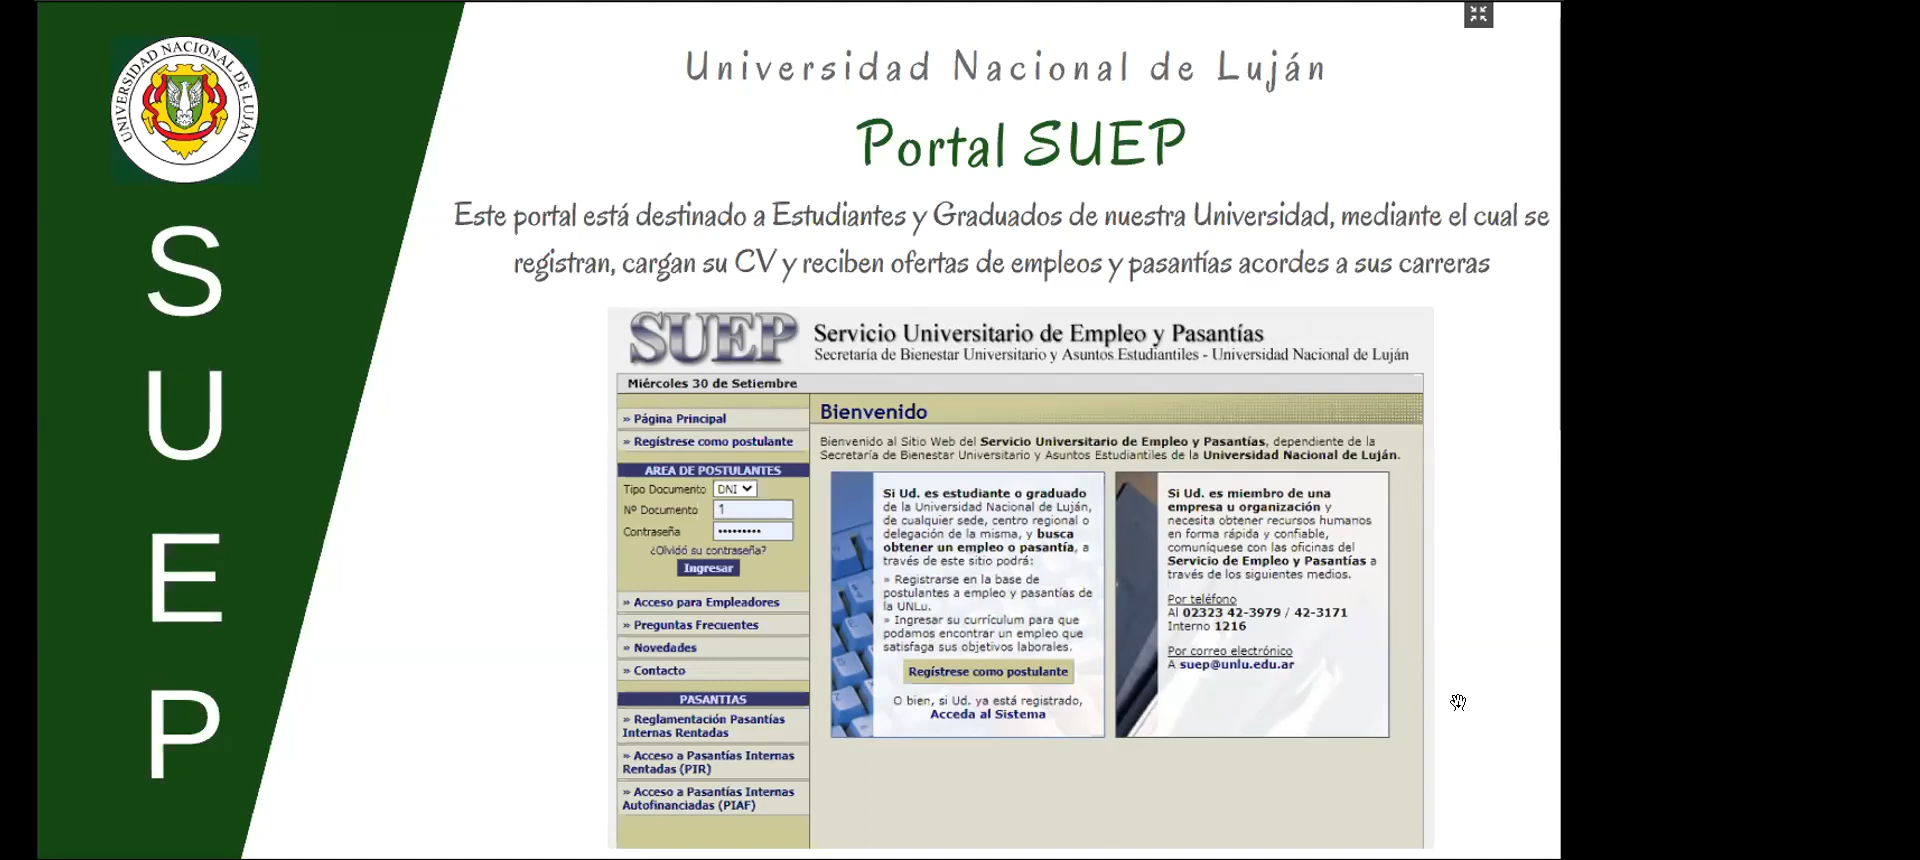 UNIVERSIDAD NACIONAL DE LUJÁN
S
U
E
P
Universidad Nacional de Luján
Portal SUEP
Este portal está destinado a Estudiantes y Graduados de nuestra Universidad, mediante el cual se
registran, cargan su CV y reciben ofertas de empleos y pasantías acordes a sus carreras
SUEP
Servicio Universitario de Empleo y Pasantías
Secretaría de Bienestar Universitario y Asuntos Estudiantiles - Universidad Nacional de Luján
Miércoles 30 de Setiembre
» Página Principal
» Regístrese como postulante
AREA DE POSTULANTES
Tipo Documento DNI
Nº Documento 1
Contraseña •••••••••
¿Olvidó su contraseña?
Ingresar
» Acceso para Empleadores
» Preguntas Frecuentes
» Novedades
» Contacto
PASANTIAS
» Reglamentación Pasantías
Internas Rentadas
» Acceso a Pasantías Internas
Rentadas (PIR)
» Acceso a Pasantías Internas
Autofinanciadas (PIAF)
Bienvenido
Bienvenido al Sitio Web del Servicio Universitario de Empleo y Pasantías, dependiente de la
Secretaría de Bienestar Universitario y Asuntos Estudiantiles de la Universidad Nacional de Luján.
Si Ud. es estudiante o graduado
de la Universidad Nacional de Luján,
de cualquier sede, centro regional o
delegación de la misma, y busca
obtener un empleo o pasantía, a
través de este sitio podrá:
» Registrarse en la base de
postulantes a empleo y pasantías de
la UNLu.
» Ingresar su currículum para que
podamos encontrar un empleo que
satisfaga sus objetivos laborales.
Regístrese como postulante
O bien, si Ud. ya está registrado,
Acceda al Sistema
Si Ud. es miembro de una
empresa u organización y
necesita obtener recursos humanos
en forma rápida y confiable,
comuníquese con las oficinas del
Servicio de Empleo y Pasantías a
través de los siguientes medios.
Por teléfono
Al 02323 42-3979 / 42-3171
Interno 1216
Por correo electrónico
A suep@unlu.edu.ar